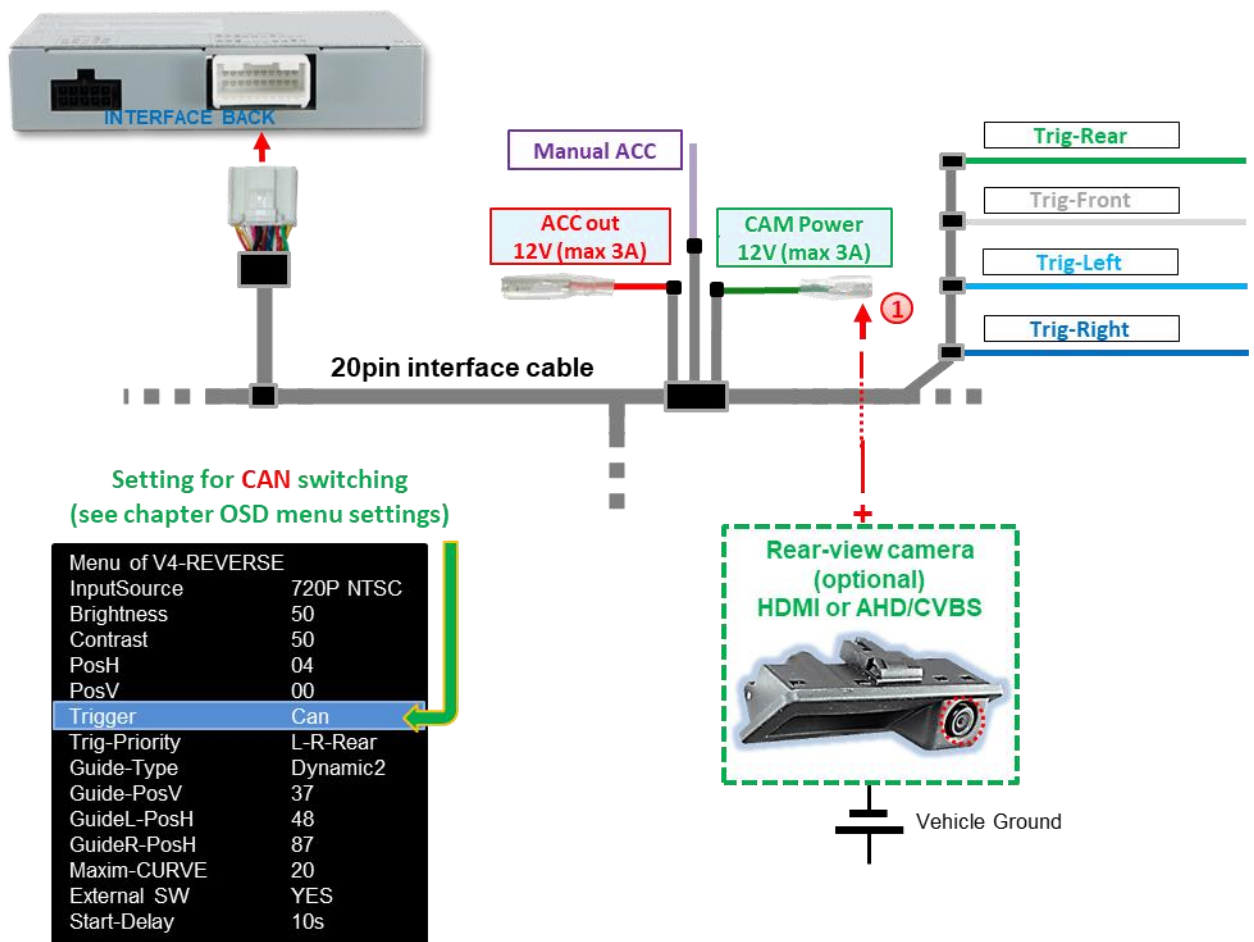 INTERFACE BACK
Manual ACC
ACC out
12V (max 3A)
CAM Power
12V (max 3A)
Trig-Rear
Trig-Front
Trig-Left
Trig-Right
1
20pin interface cable
Setting for CAN switching
(see chapter OSD menu settings)
Menu of V4-REVERSE
InputSource 720P NTSC
Brightness 50
Contrast 50
PosH 04
PosV 00
Trigger Can
Trig-Priority L-R-Rear
Guide-Type Dynamic2
Guide-PosV 37
GuideL-PosH 48
GuideR-PosH 87
Maxim-CURVE 20
External SW YES
Start-Delay 10s
+
Rear-view camera
(optional)
HDMI or AHD/CVBS
Vehicle Ground